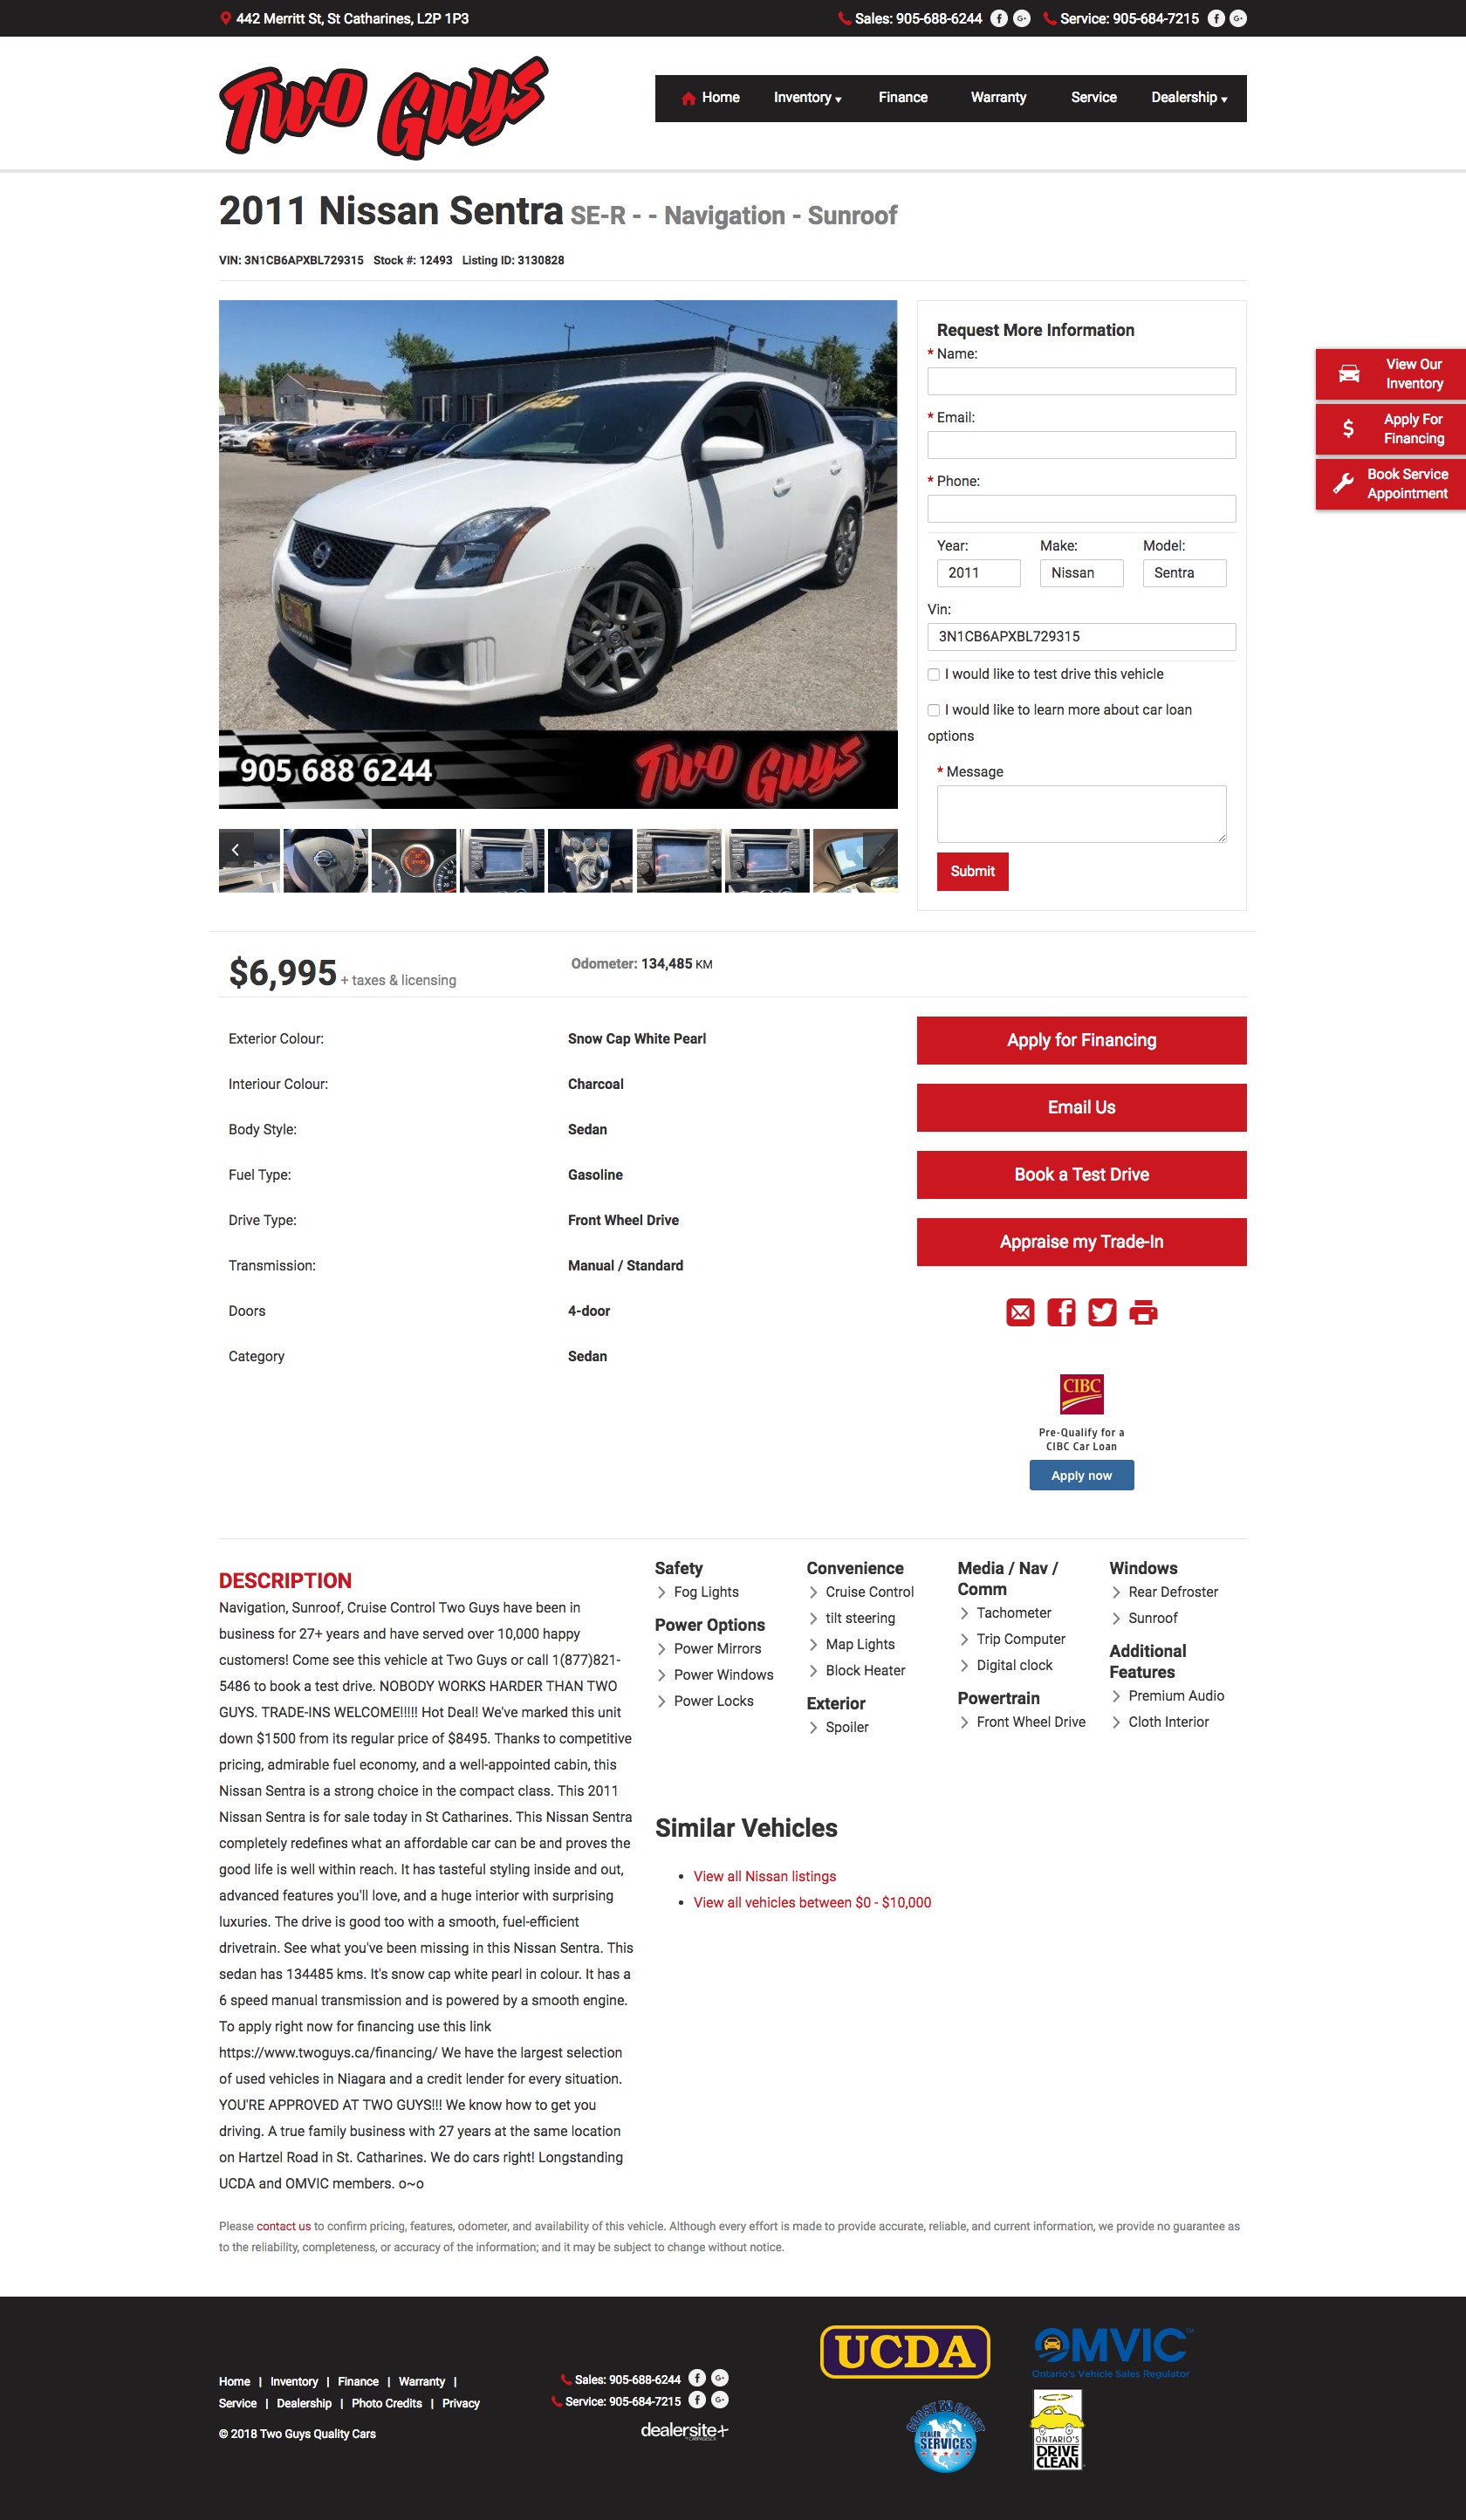 442 Merritt St, St Catharines, L2P 1P3
Sales: 905-688-6244
Service: 905-684-7215
Two Guys
Home Inventory Finance Warranty Service Dealership
2011 Nissan Sentra SE-R - - Navigation - Sunroof
VIN: 3N1CB6APXBL729315 Stock #: 12493 Listing ID: 3130828
905 688 6244
Two Guys
Request More Information
* Name:
* Email:
* Phone:
Year: Make: Model:
2011 Nissan Sentra
Vin:
3N1CB6APXBL729315
I would like to test drive this vehicle
I would like to learn more about car loan
options
* Message
Submit
View Our
Inventory
$ Apply For
Financing
Book Service
Appointment
$6,995 + taxes & licensing
Odometer: 134,485 KM
Exterior Colour: Snow Cap White Pearl
Interiour Colour: Charcoal
Body Style: Sedan
Fuel Type: Gasoline
Drive Type: Front Wheel Drive
Transmission: Manual / Standard
Doors 4-door
Category Sedan
Apply for Financing
Email Us
Book a Test Drive
Appraise my Trade-In
CIBC
Pre-Qualify for a
CIBC Car Loan
Apply now
DESCRIPTION
Navigation, Sunroof, Cruise Control Two Guys have been in
business for 27+ years and have served over 10,000 happy
customers! Come see this vehicle at Two Guys or call 1(877)821-
5486 to book a test drive. NOBODY WORKS HARDER THAN TWO
GUYS. TRADE-INS WELCOME!!!!! Hot Deal! We've marked this unit
down $1500 from its regular price of $8495. Thanks to competitive
pricing, admirable fuel economy, and a well-appointed cabin, this
Nissan Sentra is a strong choice in the compact class. This 2011
Nissan Sentra is for sale today in St Catharines. This Nissan Sentra
completely redefines what an affordable car can be and proves the
good life is well within reach. It has tasteful styling inside and out,
advanced features you'll love, and a huge interior with surprising
luxuries. The drive is good too with a smooth, fuel-efficient
drivetrain. See what you've been missing in this Nissan Sentra. This
sedan has 134485 kms. It's snow cap white pearl in colour. It has a
6 speed manual transmission and is powered by a smooth engine.
To apply right now for financing use this link
https://www.twoguys.ca/financing/ We have the largest selection
of used vehicles in Niagara and a credit lender for every situation.
YOU'RE APPROVED AT TWO GUYS!!! We know how to get you
driving. A true family business with 27 years at the same location
on Hartzel Road in St. Catharines. We do cars right! Longstanding
UCDA and OMVIC members. o~o
Safety
Fog Lights
Power Options
Power Mirrors
Power Windows
Power Locks
Convenience
Cruise Control
tilt steering
Map Lights
Block Heater
Exterior
Spoiler
Media / Nav /
Comm
Tachometer
Trip Computer
Digital clock
Powertrain
Front Wheel Drive
Windows
Rear Defroster
Sunroof
Additional
Features
Premium Audio
Cloth Interior
Similar Vehicles
• View all Nissan listings
• View all vehicles between $0 - $10,000
Please contact us to confirm pricing, features, odometer, and availability of this vehicle. Although every effort is made to provide accurate, reliable, and current information, we provide no guarantee as
to the reliability, completeness, or accuracy of the information; and it may be subject to change without notice.
Home | Inventory | Finance | Warranty |
Service | Dealership | Photo Credits | Privacy
© 2018 Two Guys Quality Cars
Sales: 905-688-6244
Service: 905-684-7215
dealersite+
UCDA
OMVIC
Ontario's Vehicle Sales Regulator
COAST TO COAST
DEALER
SERVICES
ONTARIO'S
DRIVE
CLEAN